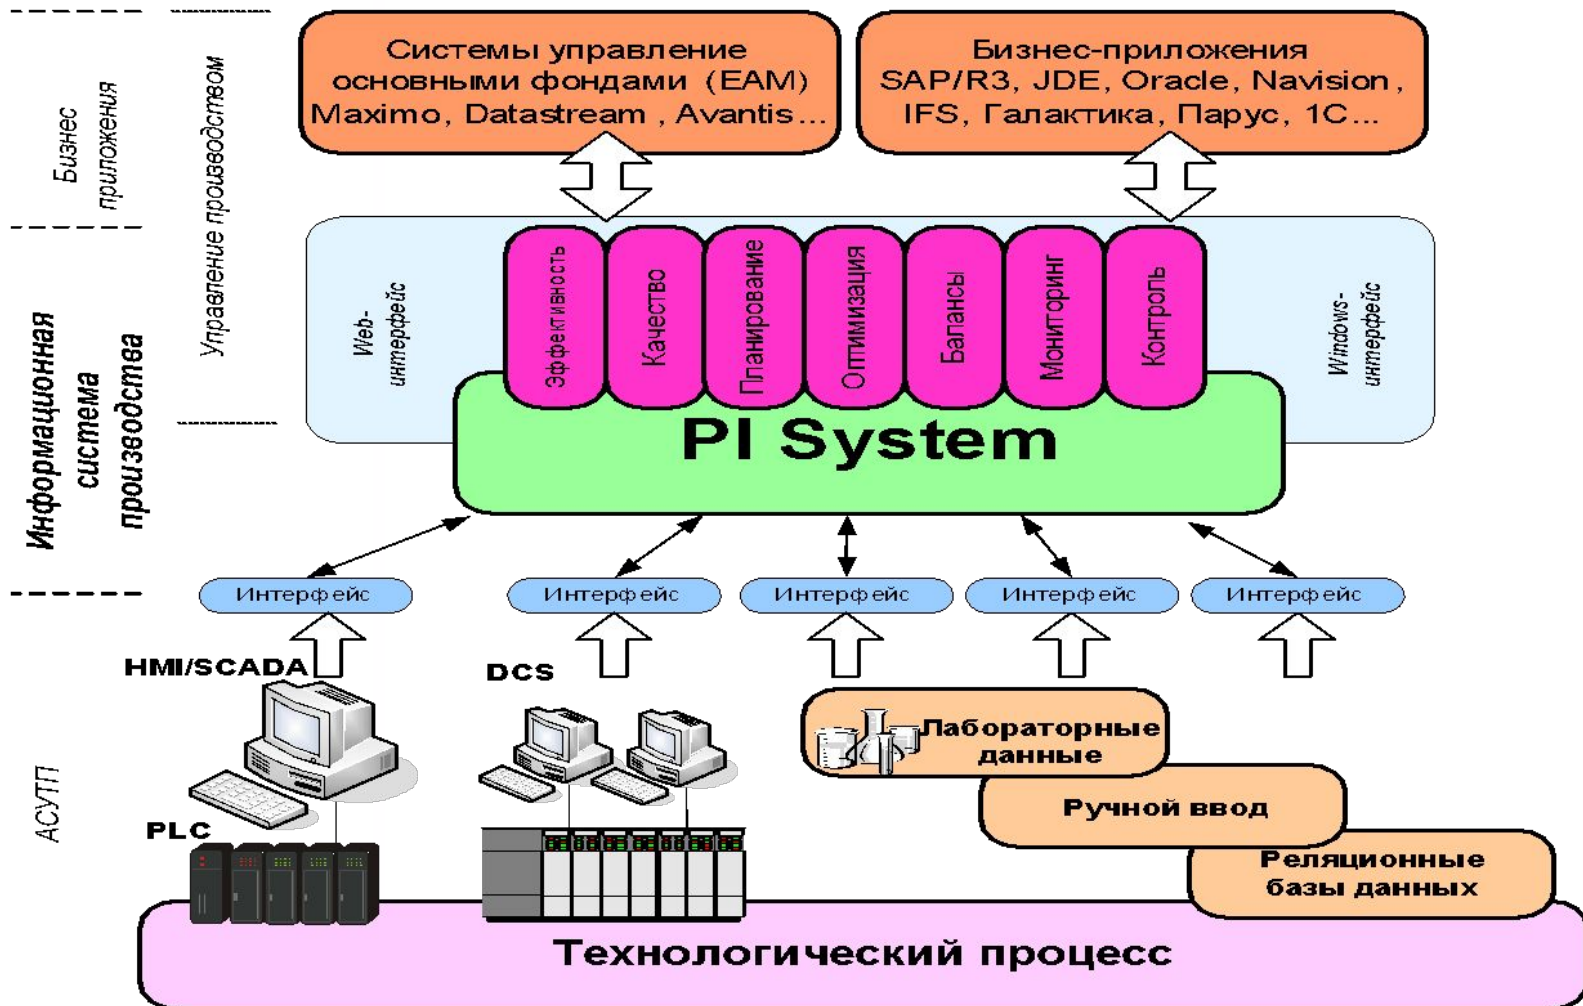 Системы управление
основными фондами (EAM)
Maximo, Datastream , Avantis...
Бизнес-приложения
SAP/R3, JDE, Oracle, Navision,
IFS, Галактика, Парус, 1С...
Бизнес
приложения
Управление производством
Информационная
система
производства
АСУТП
Web-
интерфейс
Эффективность
Качество
Планирование
Оптимизация
Балансы
Мониторинг
Контроль
Windows-
интерфейс
PI System
Интерфейс
Интерфейс
Интерфейс
Интерфейс
Интерфейс
HMI/SCADA
DCS
PLC
Лабораторные
данные
Ручной ввод
Реляционные
базы данных
Технологический процесс